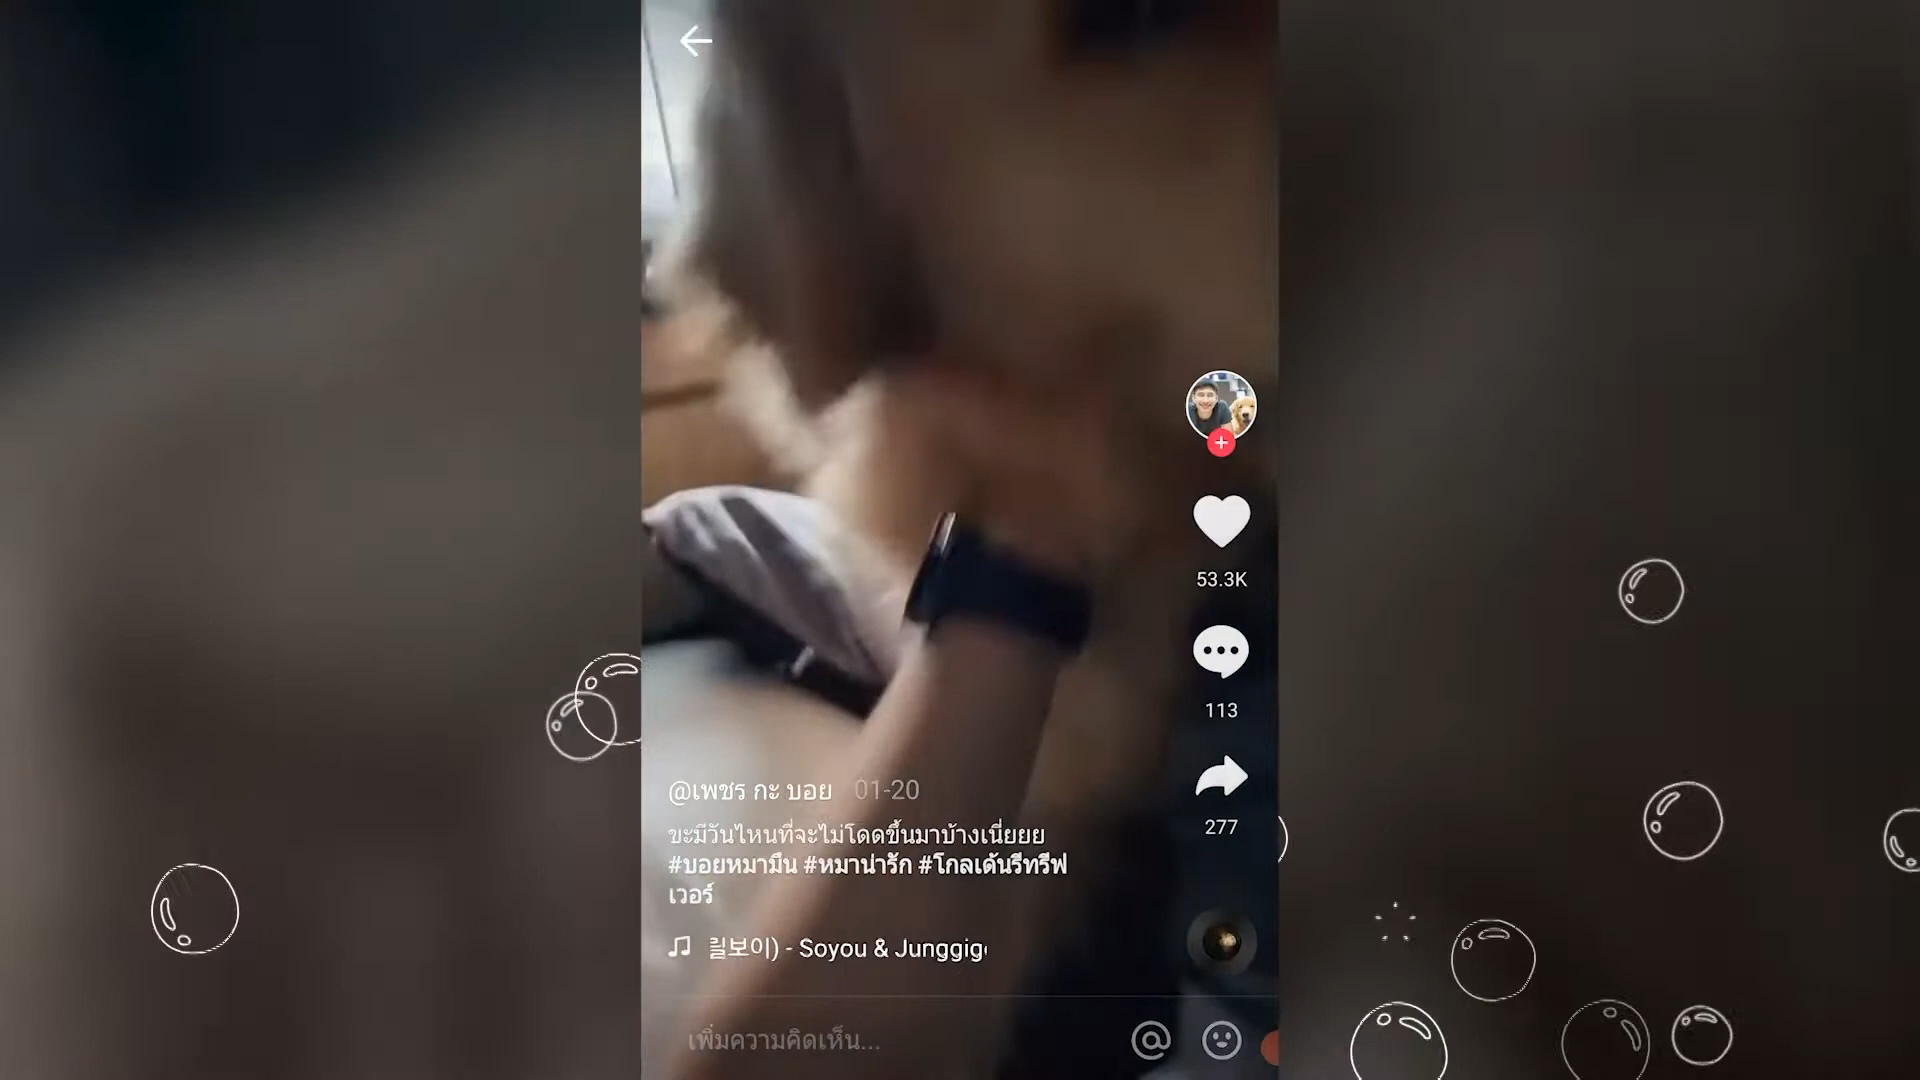 53.3K
113
277
@เพชร กะ บอย 01-20
ขะมีวันไหนที่จะไม่โดดขึ้นมาบ้างเนี่ยยย
#บอยหมามึน #หมาน่ารัก #โกลเด้นรีทรีฟ
เวอร์
릴보이) - Soyou & Junggig
เพิ่มความคิดเห็น...